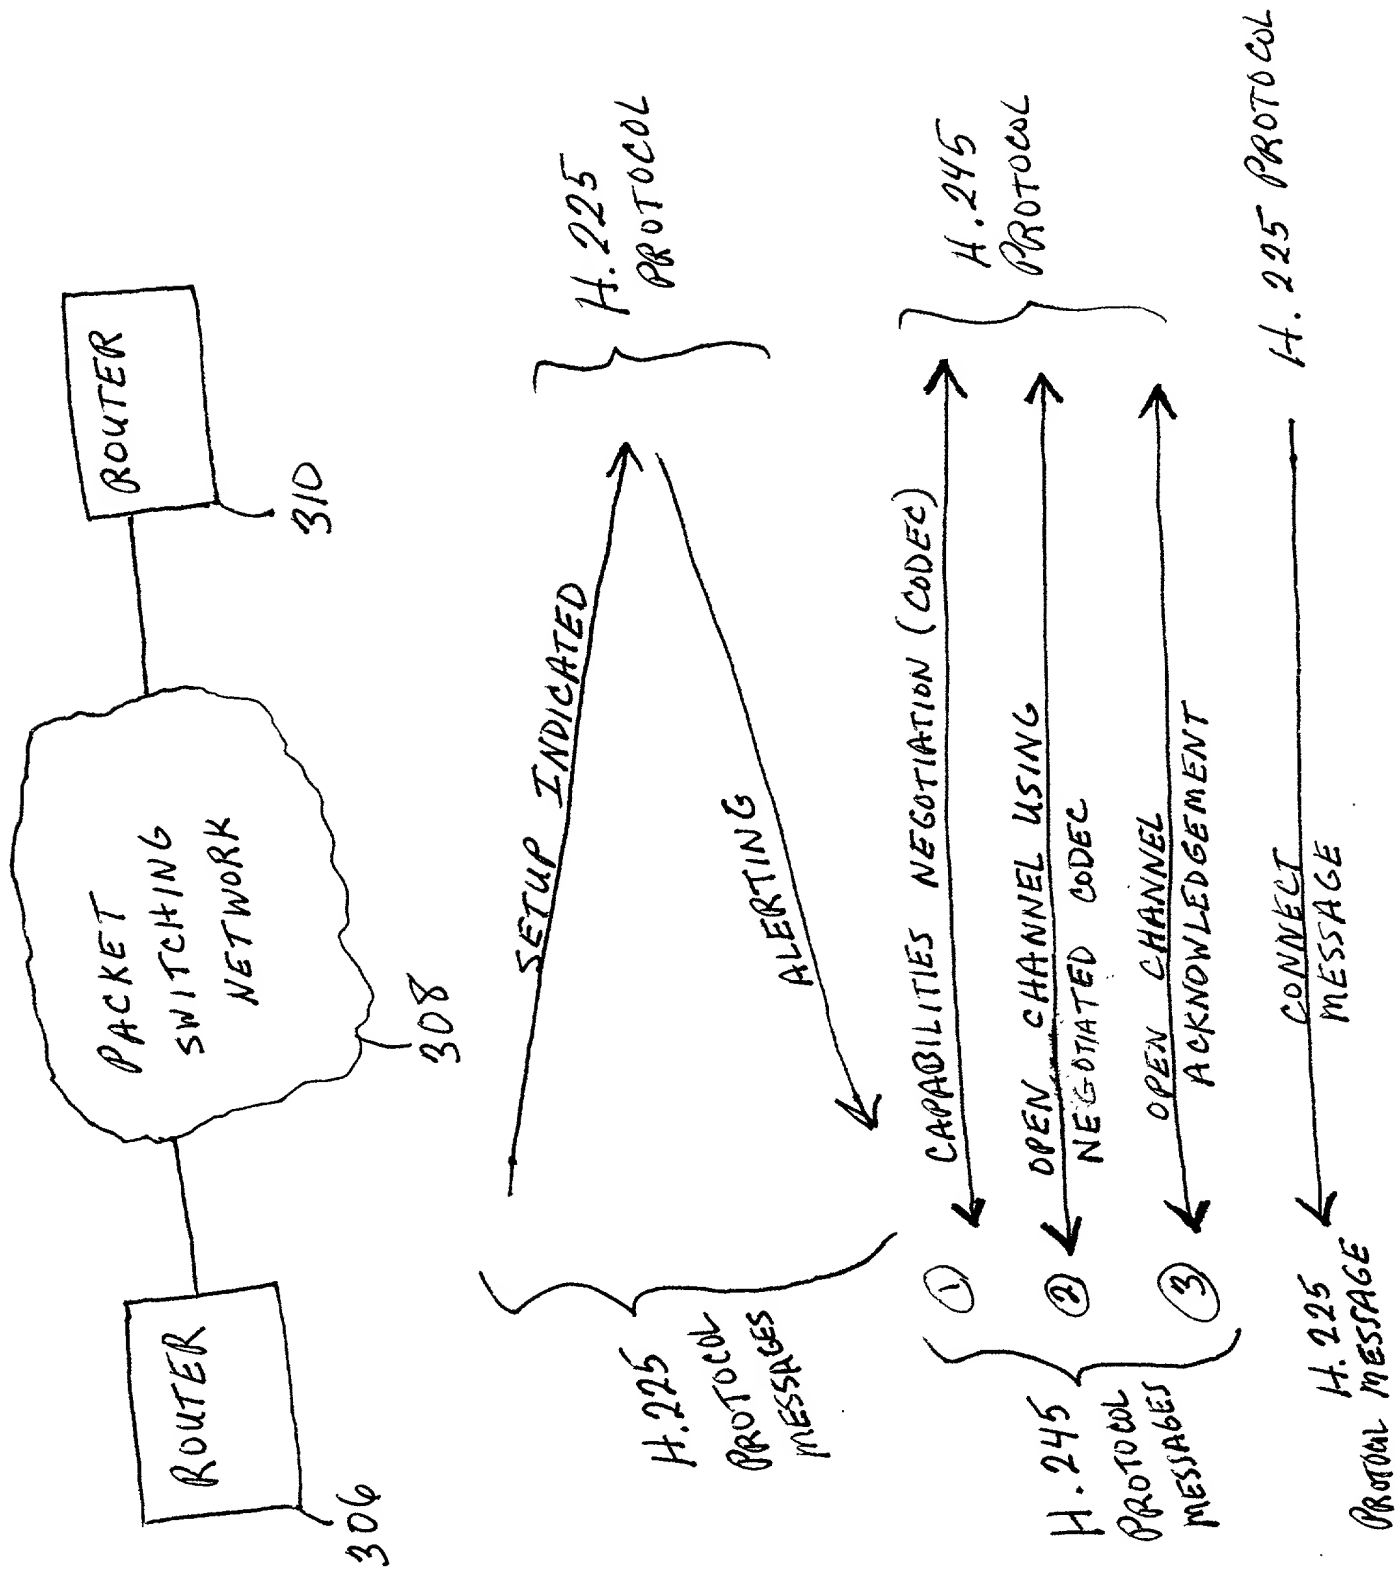 ROUTER
306
PACKET
SWITCHING
NETWORK
308
ROUTER
310
H.225
PROTOCOL
MESSAGES
SETUP INDICATED
ALERTING
H.225
PROTOCOL
H.245
PROTOCOL
MESSAGES
1
CAPABILITIES NEGOTIATION (CODEC)
2
OPEN CHANNEL USING
NEGOTIATED CODEC
3
OPEN CHANNEL
ACKNOWLEDGEMENT
H.245
PROTOCOL
H.225
PROTOCOL MESSAGE
CONNECT
MESSAGE
H.225 PROTOCOL